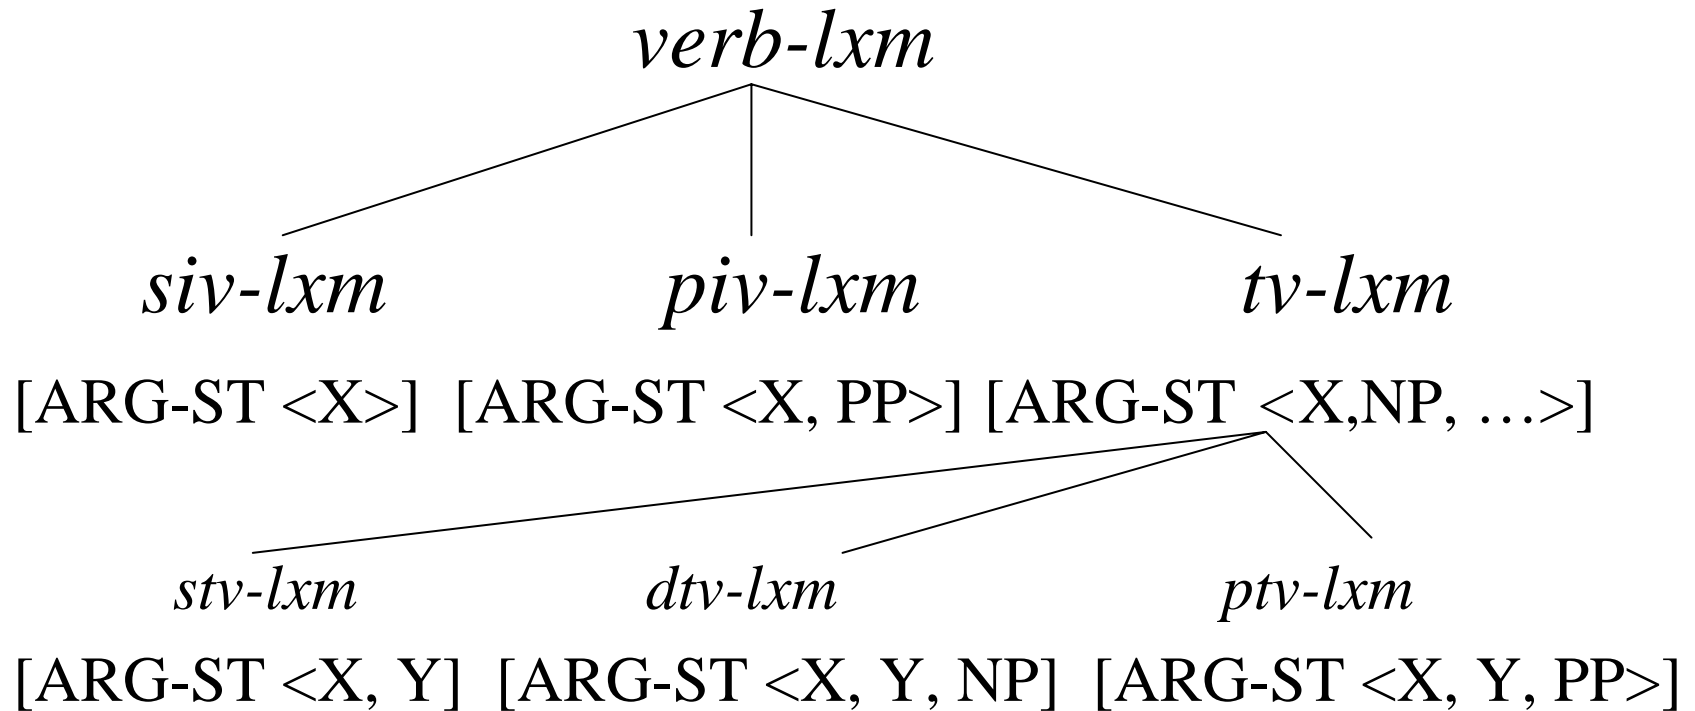 verb-lxm
siv-lxm piv-lxm tv-lxm
[ARG-ST <X>] [ARG-ST <X, PP>] [ARG-ST <X,NP, …>]
stv-lxm dtv-lxm ptv-lxm
[ARG-ST <X, Y] [ARG-ST <X, Y, NP] [ARG-ST <X, Y, PP>]